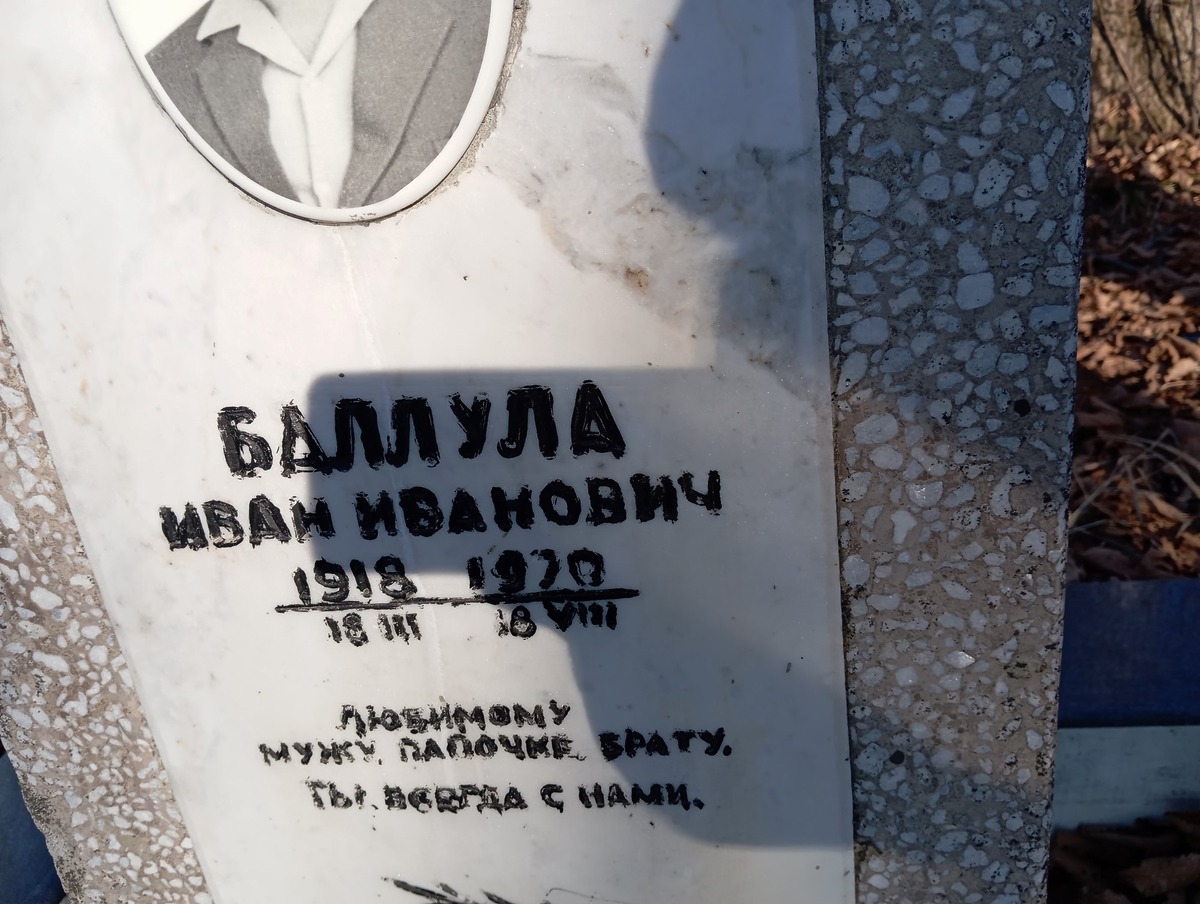 БАЛЛУЛА
ИВАН ИВАНОВИЧ
1918 1970
18 III 18 VIII
ЛЮБИМОМУ
МУЖУ, ПАПОЧКЕ, БРАТУ.
ТЫ ВСЕГДА С НАМИ.